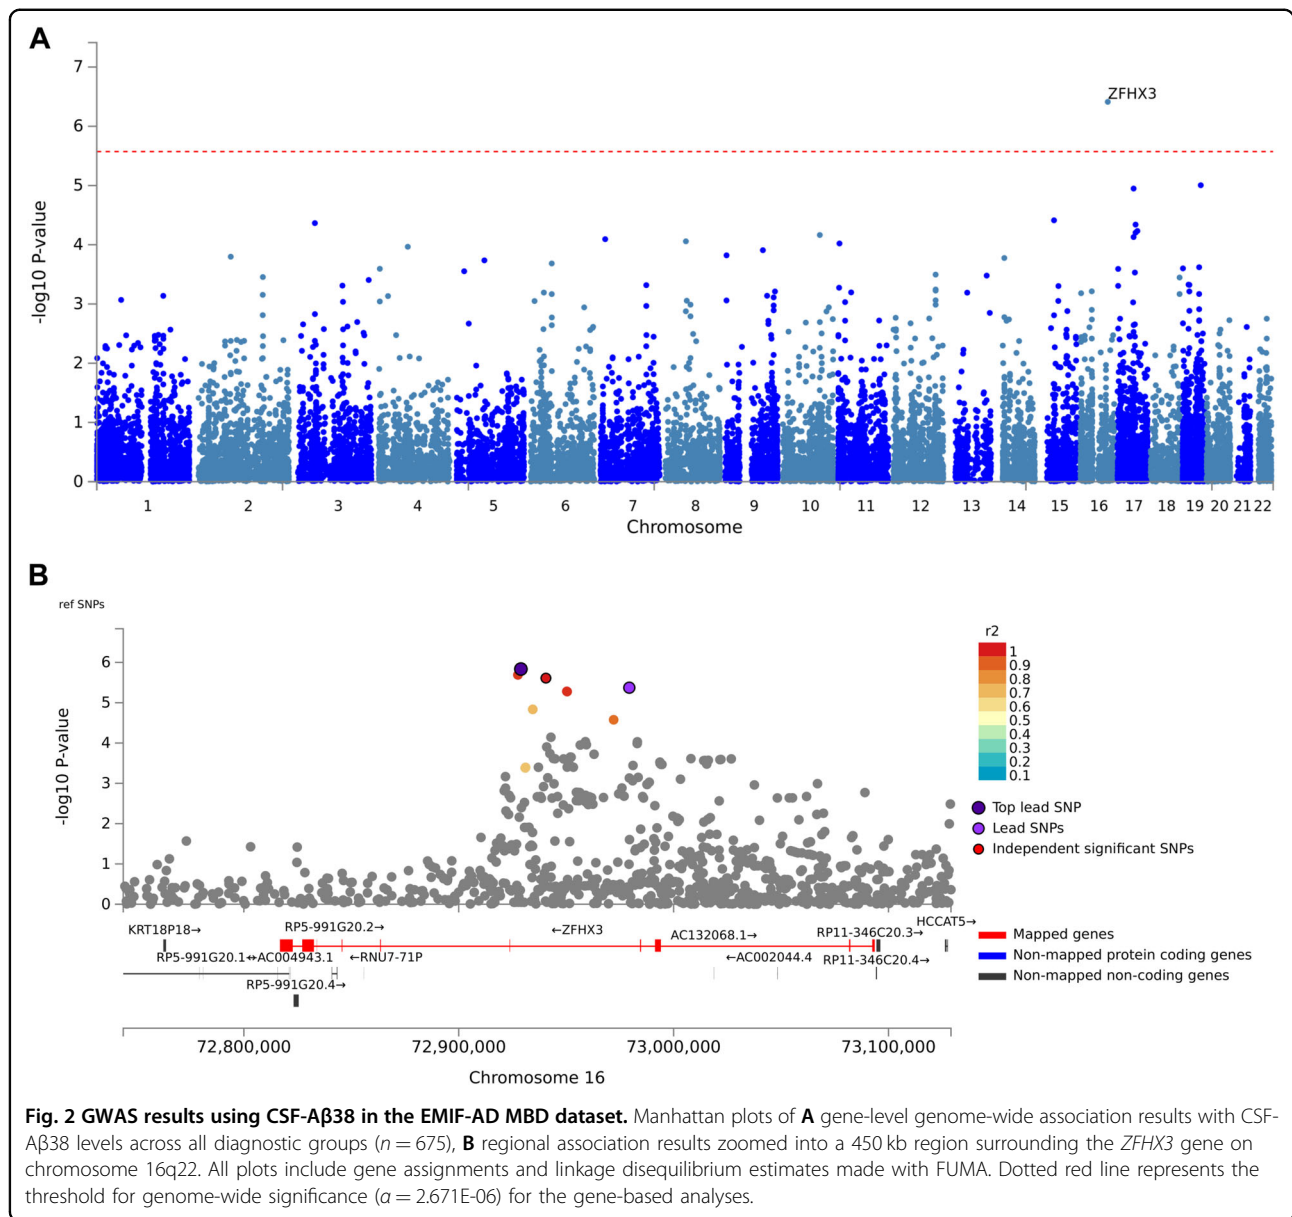 A
ZFHX3
7
6
5
4
3
2
1
0
-log10 P-value
1 2 3 4 5 6 7 8 9 10 11 12 13 14 15 16 17 18 19 20 21 22
Chromosome
B
ref SNPs
6
5
4
3
2
1
0
-log10 P-value
r2
1
0.9
0.8
0.7
0.6
0.5
0.4
0.3
0.2
0.1
Top lead SNP
Lead SNPs
Independent significant SNPs
HCCAT5→
KRT18P18→ RP5-991G20.2→ ←ZFHX3 AC132068.1→ RP11-346C20.3→
RP5-991G20.1↔AC004943.1 ←RNU7-71P ←AC002044.4 RP11-346C20.4→
RP5-991G20.4→
Mapped genes
Non-mapped protein coding genes
Non-mapped non-coding genes
72,800,000 72,900,000 73,000,000 73,100,000
Chromosome 16
Fig. 2 GWAS results using CSF-Aβ38 in the EMIF-AD MBD dataset. Manhattan plots of A gene-level genome-wide association results with CSF-
Aβ38 levels across all diagnostic groups (n = 675), B regional association results zoomed into a 450 kb region surrounding the ZFHX3 gene on
chromosome 16q22. All plots include gene assignments and linkage disequilibrium estimates made with FUMA. Dotted red line represents the
threshold for genome-wide significance (α = 2.671E-06) for the gene-based analyses.